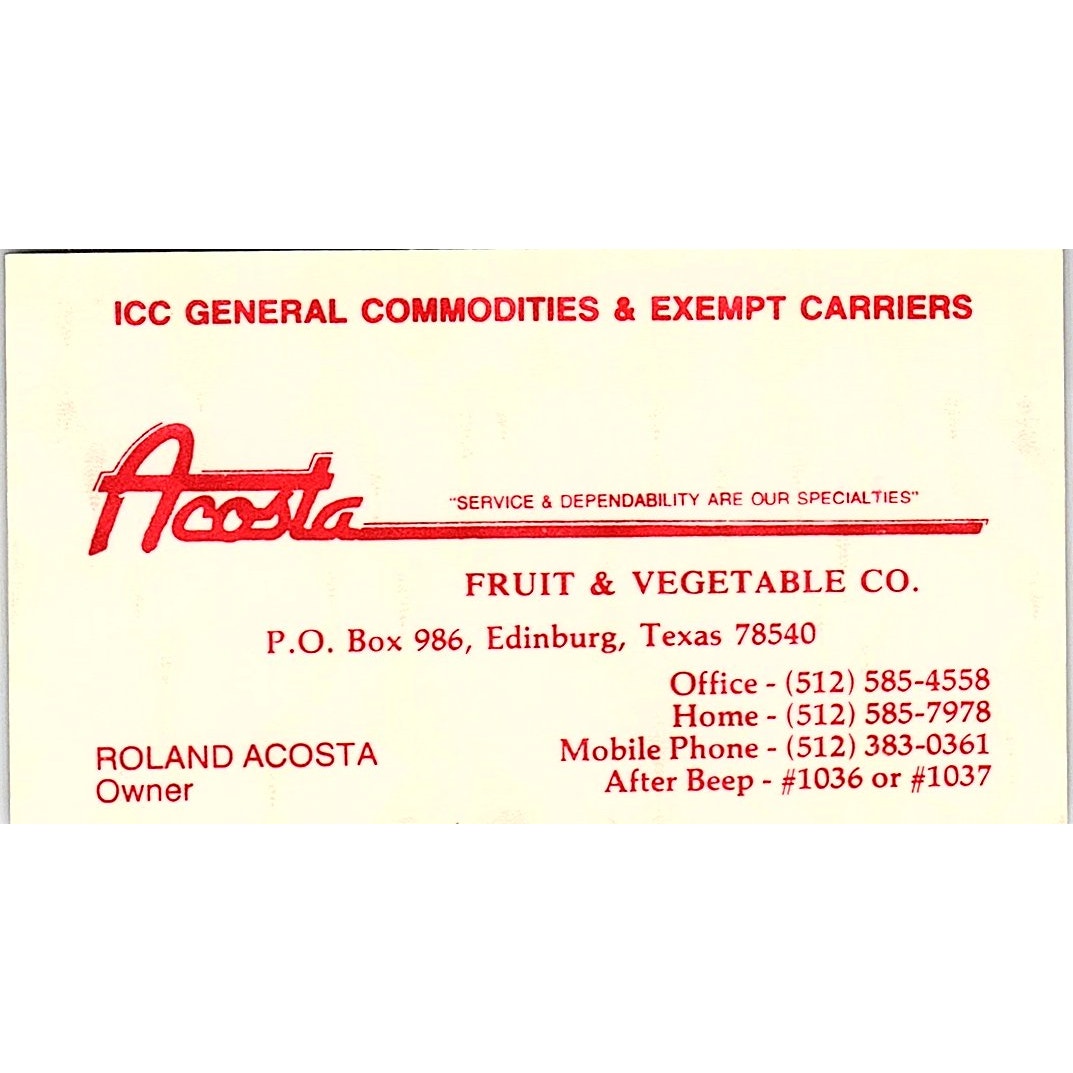 ICC GENERAL COMMODITIES & EXEMPT CARRIERS
Acosta
"SERVICE & DEPENDABILITY ARE OUR SPECIALTIES"
FRUIT & VEGETABLE CO.
P.O. Box 986, Edinburg, Texas 78540
Office - (512) 585-4558
Home - (512) 585-7978
Mobile Phone - (512) 383-0361
After Beep - #1036 or #1037
ROLAND ACOSTA
Owner